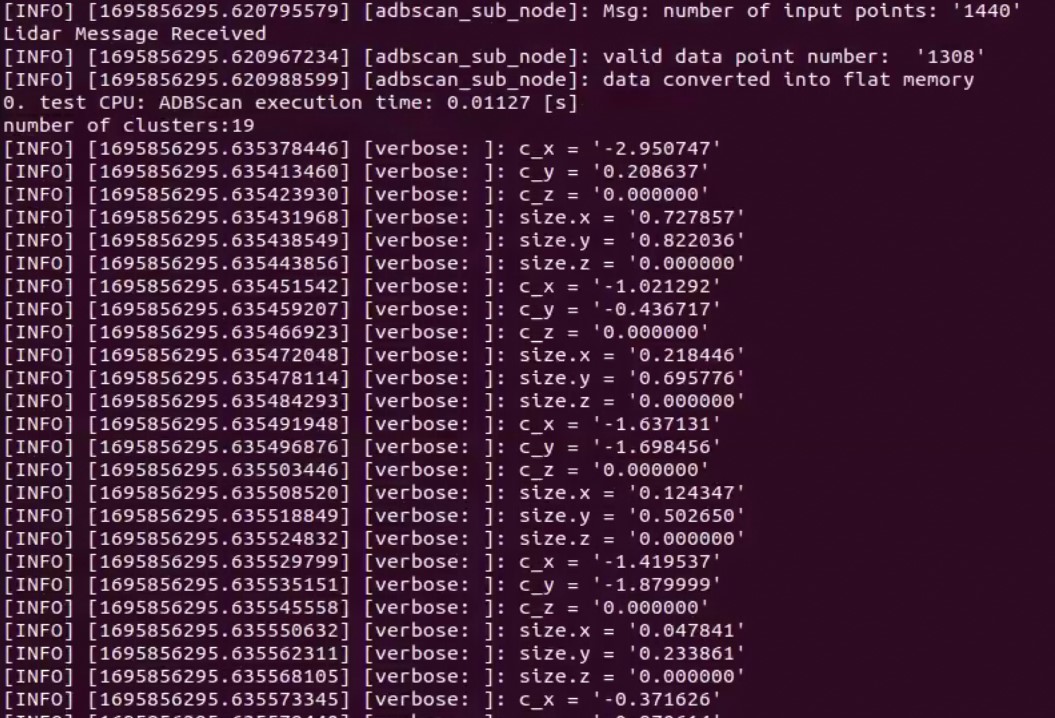 [INFO] [1695856295.620795579] [adbscan_sub_node]: Msg: number of input points: '1440'
Lidar Message Received
[INFO] [1695856295.620967234] [adbscan_sub_node]: valid data point number:  '1308'
[INFO] [1695856295.620988599] [adbscan_sub_node]: data converted into flat memory
0. test CPU: ADBScan execution time: 0.01127 [s]
number of clusters:19
[INFO] [1695856295.635378446] [verbose: ]: c_x = '-2.950747'
[INFO] [1695856295.635413460] [verbose: ]: c_y = '0.208637'
[INFO] [1695856295.635423930] [verbose: ]: c_z = '0.000000'
[INFO] [1695856295.635431968] [verbose: ]: size.x = '0.727857'
[INFO] [1695856295.635438549] [verbose: ]: size.y = '0.822036'
[INFO] [1695856295.635443856] [verbose: ]: size.z = '0.000000'
[INFO] [1695856295.635451542] [verbose: ]: c_x = '-1.021292'
[INFO] [1695856295.635459207] [verbose: ]: c_y = '-0.436717'
[INFO] [1695856295.635466923] [verbose: ]: c_z = '0.000000'
[INFO] [1695856295.635472048] [verbose: ]: size.x = '0.218446'
[INFO] [1695856295.635478114] [verbose: ]: size.y = '0.695776'
[INFO] [1695856295.635484293] [verbose: ]: size.z = '0.000000'
[INFO] [1695856295.635491948] [verbose: ]: c_x = '-1.637131'
[INFO] [1695856295.635496876] [verbose: ]: c_y = '-1.698456'
[INFO] [1695856295.635503446] [verbose: ]: c_z = '0.000000'
[INFO] [1695856295.635508520] [verbose: ]: size.x = '0.124347'
[INFO] [1695856295.635518849] [verbose: ]: size.y = '0.502650'
[INFO] [1695856295.635524832] [verbose: ]: size.z = '0.000000'
[INFO] [1695856295.635529799] [verbose: ]: c_x = '-1.419537'
[INFO] [1695856295.635535151] [verbose: ]: c_y = '-1.879999'
[INFO] [1695856295.635545558] [verbose: ]: c_z = '0.000000'
[INFO] [1695856295.635550632] [verbose: ]: size.x = '0.047841'
[INFO] [1695856295.635562311] [verbose: ]: size.y = '0.233861'
[INFO] [1695856295.635568105] [verbose: ]: size.z = '0.000000'
[INFO] [1695856295.635573345] [verbose: ]: c_x = '-0.371626'